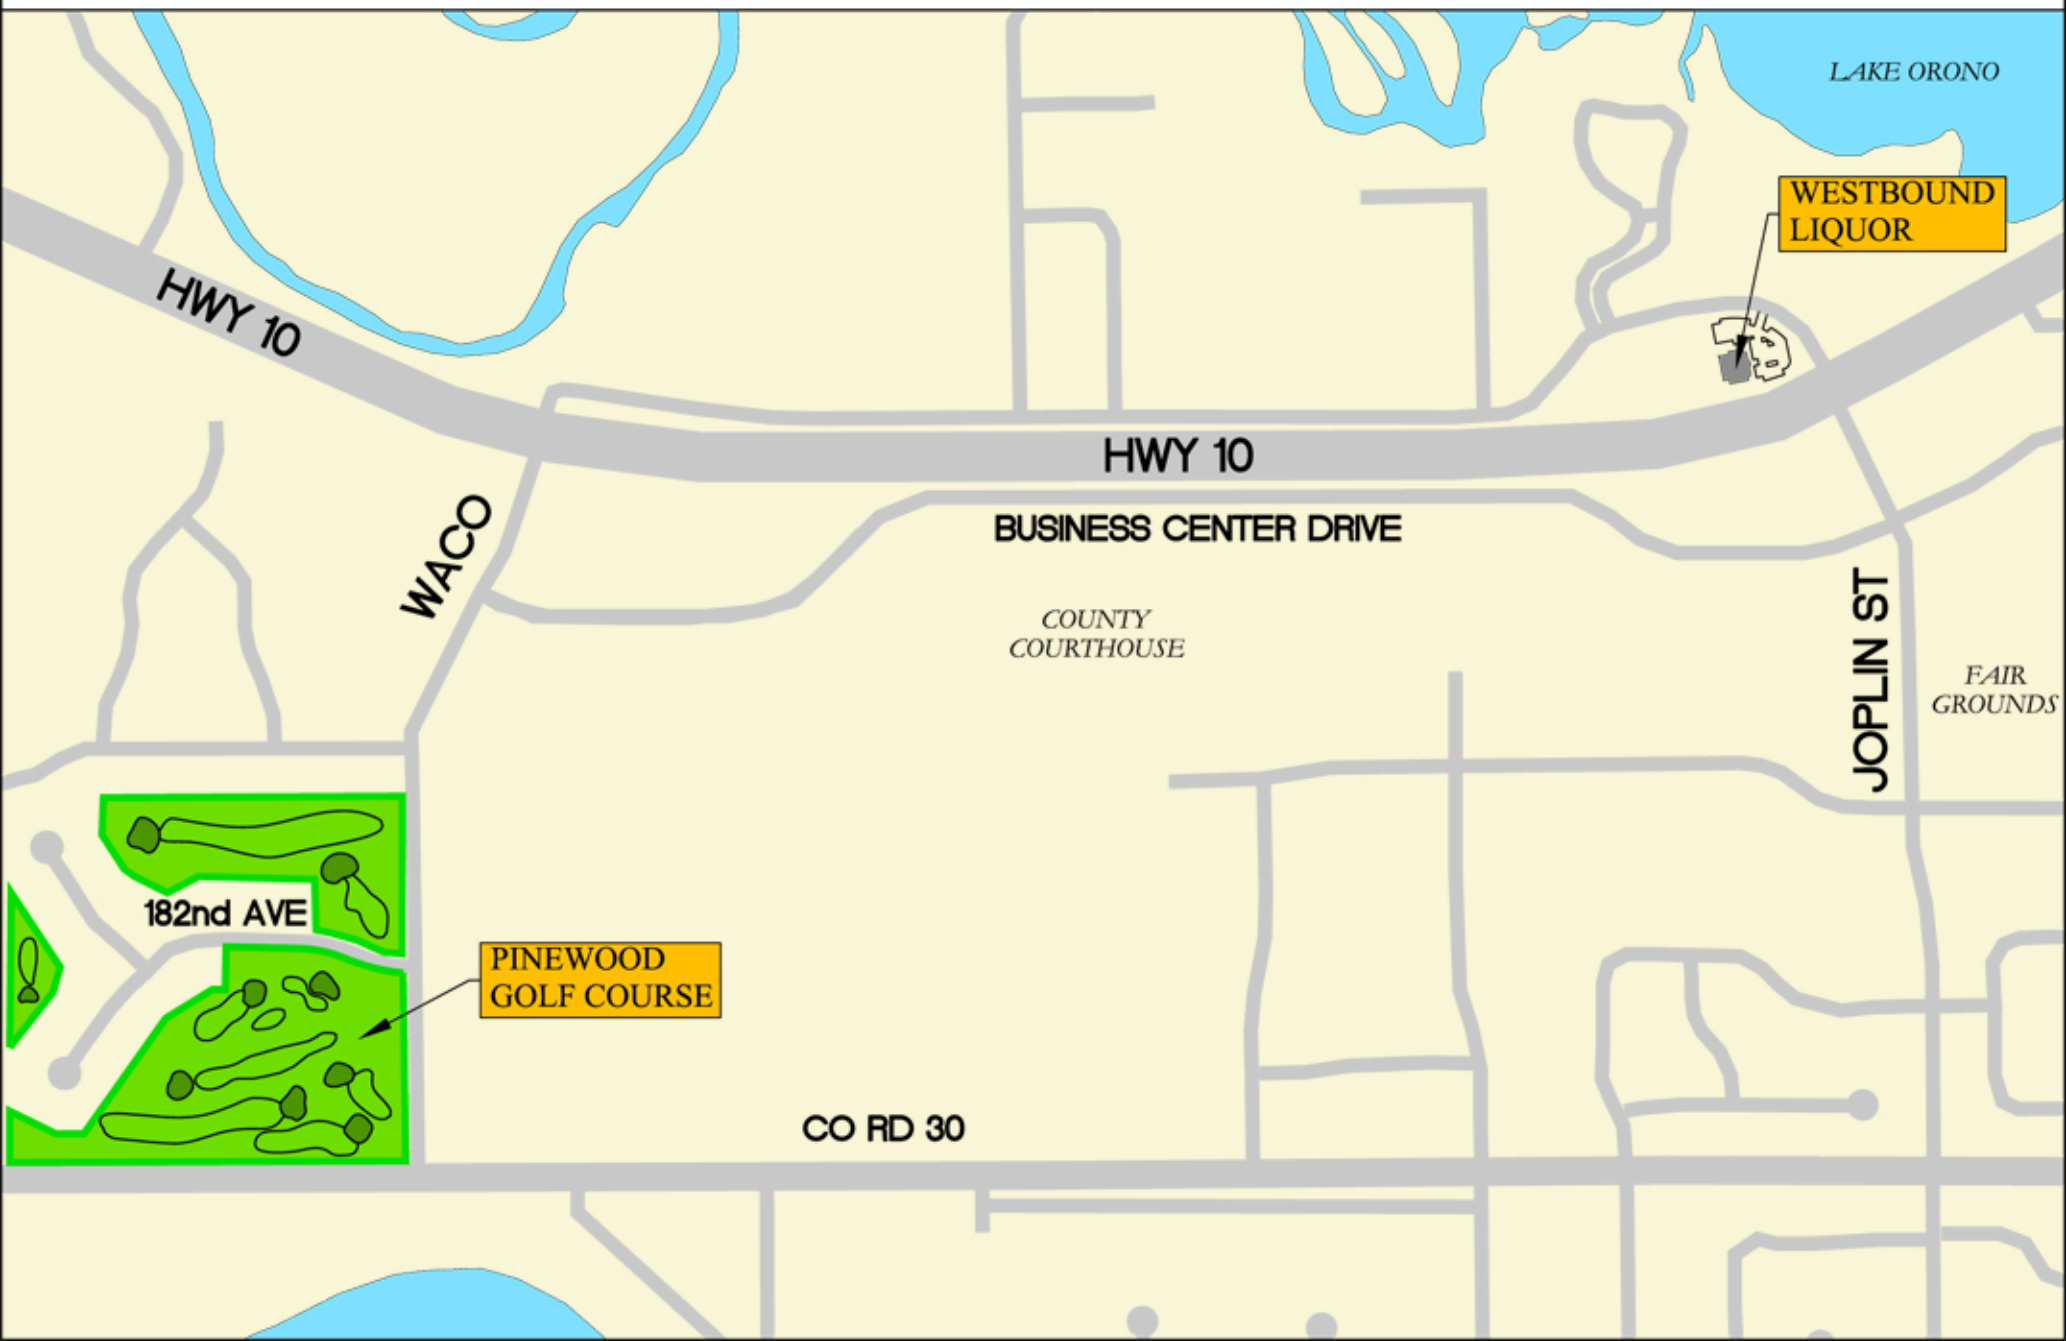 LAKE ORONO
WESTBOUND
LIQUOR
HWY 10
HWY 10
WACO
BUSINESS CENTER DRIVE
COUNTY
COURTHOUSE
JOPLIN ST
FAIR
GROUNDS
182nd AVE
PINEWOOD
GOLF COURSE
CO RD 30